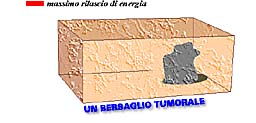 massimo rilascio di energia
UN BERSAGLIO TUMORALE